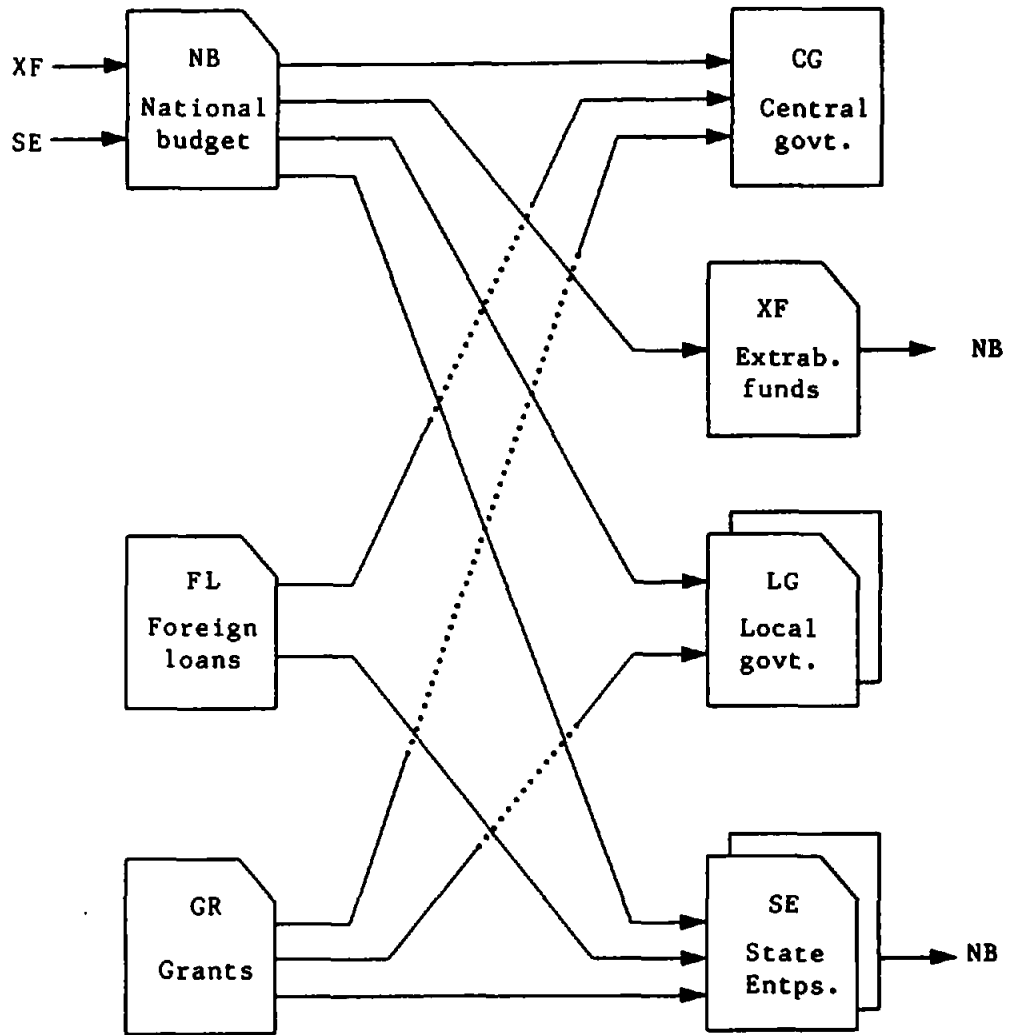 XF
SE
NB
National
budget
CG
Central
govt.
XF
Extrab.
funds
NB
FL
Foreign
loans
LG
Local
govt.
GR
Grants
SE
State
Entps.
NB